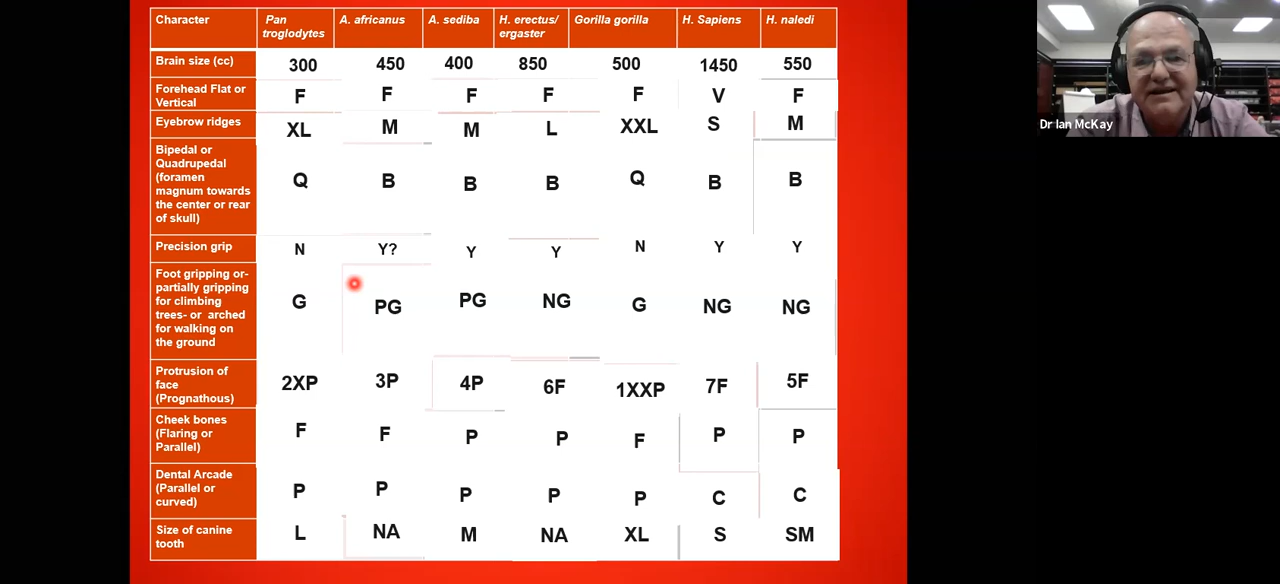 Character Pan troglodytes A. africanus A. sediba H. erectus/ ergaster Gorilla gorilla H. Sapiens H. naledi
Brain size (cc) 300 450 400 850 500 1450 550
Forehead Flat or Vertical F F F F F V F
Eyebrow ridges XL M M L XXL S M
Bipedal or Quadrupedal (foramen magnum towards the center or rear of skull) Q B B B Q B B
Precision grip N Y? Y Y N Y Y
Foot gripping or- partially gripping for climbing trees- or arched for walking on the ground G PG PG NG G NG NG
Protrusion of face (Prognathous) 2XP 3P 4P 6F 1XXP 7F 5F
Cheek bones (Flaring or Parallel) F F P P F P P
Dental Arcade (Parallel or curved) P P P P P C C
Size of canine tooth L NA M NA XL S SM
Dr Ian McKay